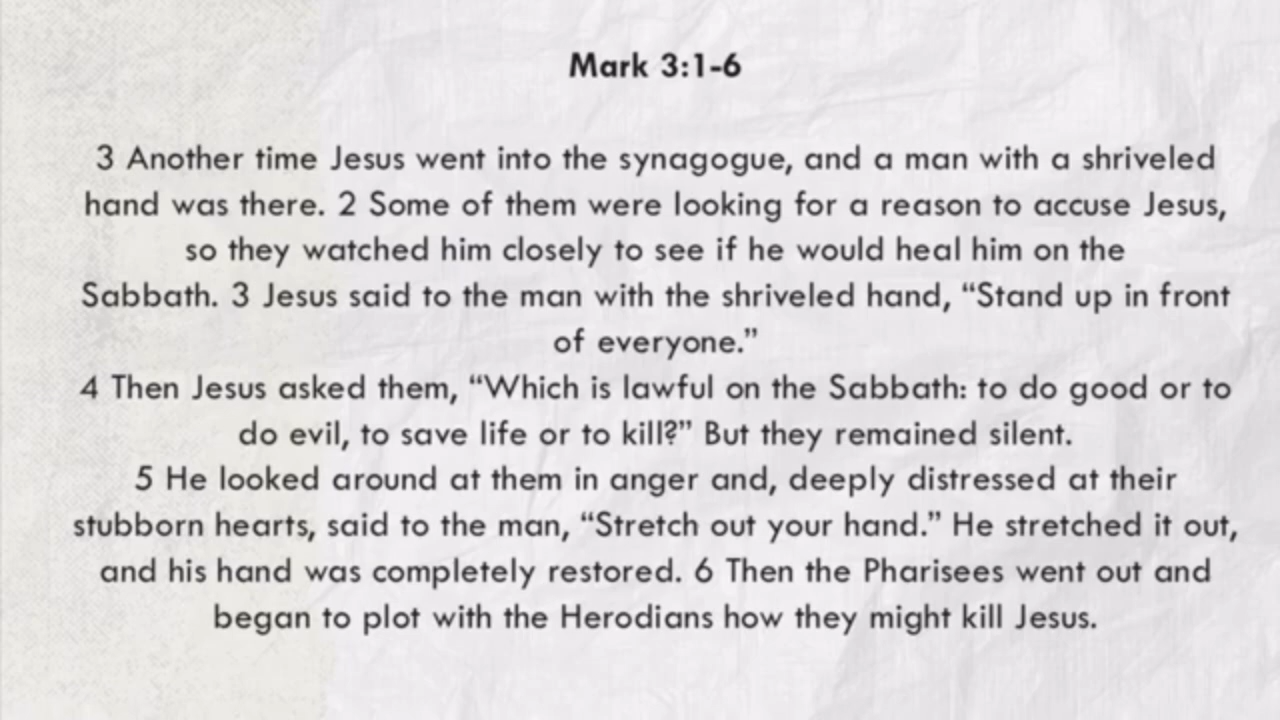 Mark 3:1-6
3 Another time Jesus went into the synagogue, and a man with a shriveled
hand was there. 2 Some of them were looking for a reason to accuse Jesus,
so they watched him closely to see if he would heal him on the
Sabbath. 3 Jesus said to the man with the shriveled hand, “Stand up in front
of everyone.”
4 Then Jesus asked them, “Which is lawful on the Sabbath: to do good or to
do evil, to save life or to kill?” But they remained silent.
5 He looked around at them in anger and, deeply distressed at their
stubborn hearts, said to the man, “Stretch out your hand.” He stretched it out,
and his hand was completely restored. 6 Then the Pharisees went out and
began to plot with the Herodians how they might kill Jesus.